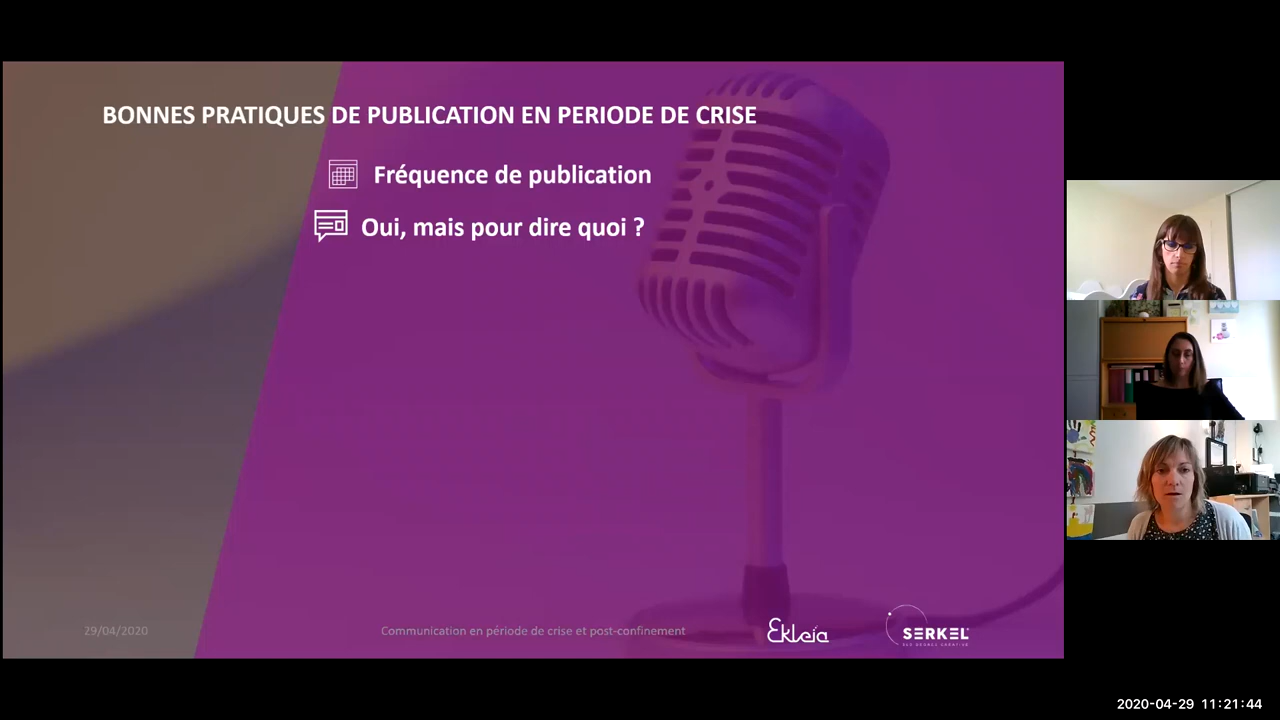 BONNES PRATIQUES DE PUBLICATION EN PERIODE DE CRISE
Fréquence de publication
Oui, mais pour dire quoi ?
29/04/2020
Communication en période de crise et post-confinement
Ekleia
SERKEL
2020-04-29 11:21:44